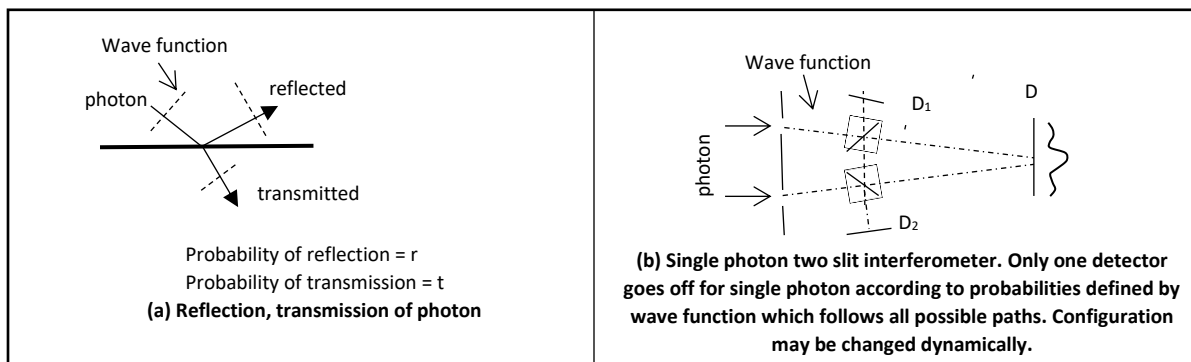 Wave function
photon
reflected
transmitted
Probability of reflection = r
Probability of transmission = t
(a) Reflection, transmission of photon
Wave function
D1
D
photon
D2
(b) Single photon two slit interferometer. Only one detector
goes off for single photon according to probabilities defined by
wave function which follows all possible paths. Configuration
may be changed dynamically.